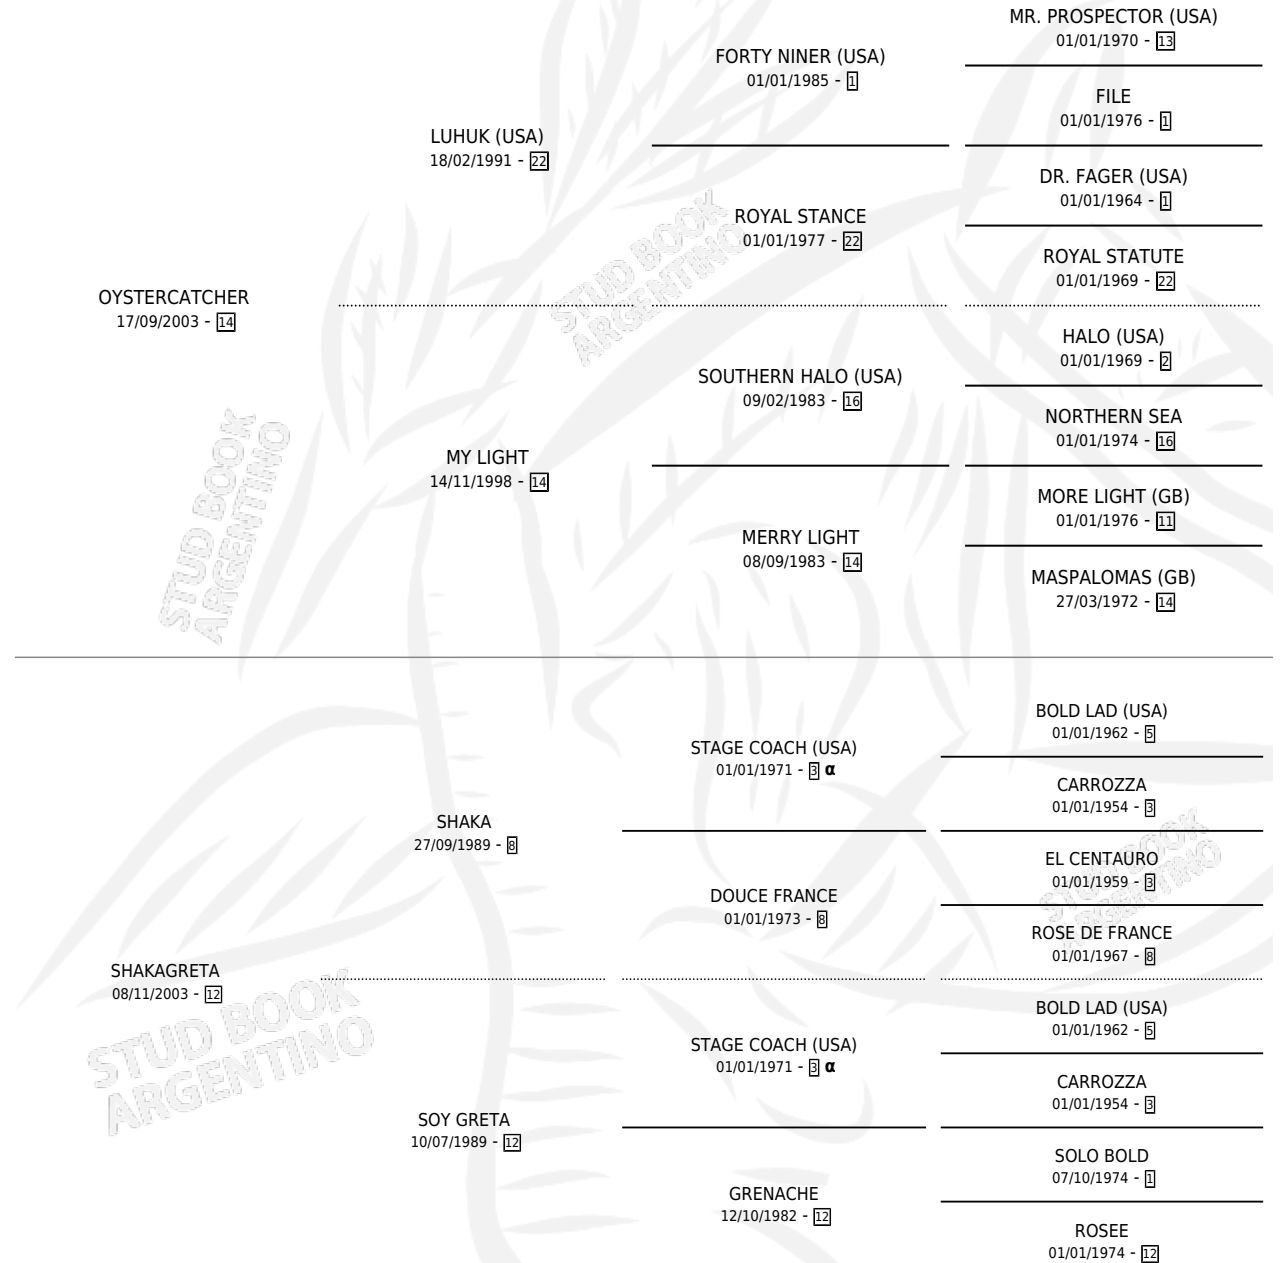 MR. PROSPECTOR (USA)
01/01/1970 - 13
FORTY NINER (USA)
01/01/1985 - 1
FILE
01/01/1976 - 1
LUHUK (USA)
18/02/1991 - 22
DR. FAGER (USA)
01/01/1964 - 1
ROYAL STANCE
01/01/1977 - 22
ROYAL STATUTE
01/01/1969 - 22
OYSTERCATCHER
17/09/2003 - 14
HALO (USA)
01/01/1969 - 2
SOUTHERN HALO (USA)
09/02/1983 - 16
NORTHERN SEA
01/01/1974 - 16
MY LIGHT
14/11/1998 - 14
MORE LIGHT (GB)
01/01/1976 - 11
MERRY LIGHT
08/09/1983 - 14
MASPALOMAS (GB)
27/03/1972 - 14
BOLD LAD (USA)
01/01/1962 - 5
STAGE COACH (USA)
01/01/1971 - 3 α
CARROZZA
01/01/1954 - 3
SHAKA
27/09/1989 - 8
EL CENTAURO
01/01/1959 - 3
DOUCE FRANCE
01/01/1973 - 8
ROSE DE FRANCE
01/01/1967 - 8
SHAKAGRETA
08/11/2003 - 12
BOLD LAD (USA)
01/01/1962 - 5
STAGE COACH (USA)
01/01/1971 - 3 α
CARROZZA
01/01/1954 - 3
SOY GRETA
10/07/1989 - 12
SOLO BOLD
07/10/1974 - 1
GRENACHE
12/10/1982 - 12
ROSEE
01/01/1974 - 12
STUD BOOK
ARGENTINO
STUD BOOK
ARGENTINO
STUD BOOK
ARGENTINO
STUD BOOK
ARGENTINO